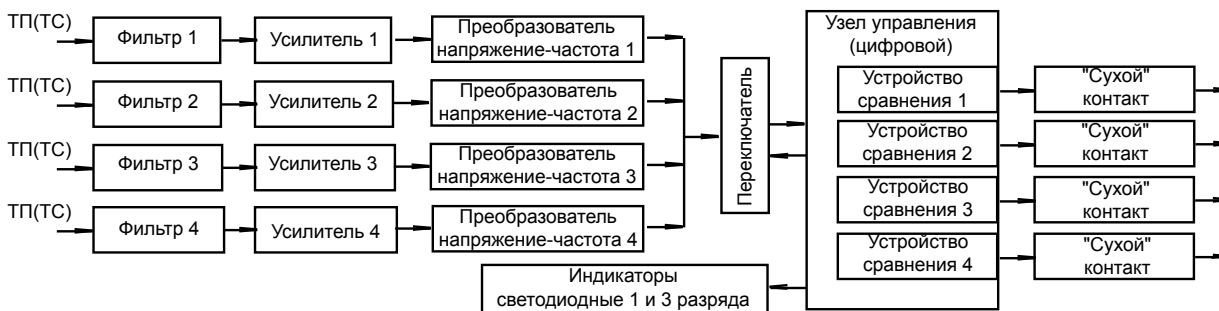 ТП(ТС)
Фильтр 1
Усилитель 1
Преобразователь
напряжение-частота 1
ТП(ТС)
Фильтр 2
Усилитель 2
Преобразователь
напряжение-частота 2
ТП(ТС)
Фильтр 3
Усилитель 3
Преобразователь
напряжение-частота 3
ТП(ТС)
Фильтр 4
Усилитель 4
Преобразователь
напряжение-частота 4
Переключатель
Узел управления
(цифровой)
Устройство
сравнения 1
"Сухой"
контакт
Устройство
сравнения 2
"Сухой"
контакт
Устройство
сравнения 3
"Сухой"
контакт
Устройство
сравнения 4
"Сухой"
контакт
Индикаторы
светодиодные 1 и 3 разряда